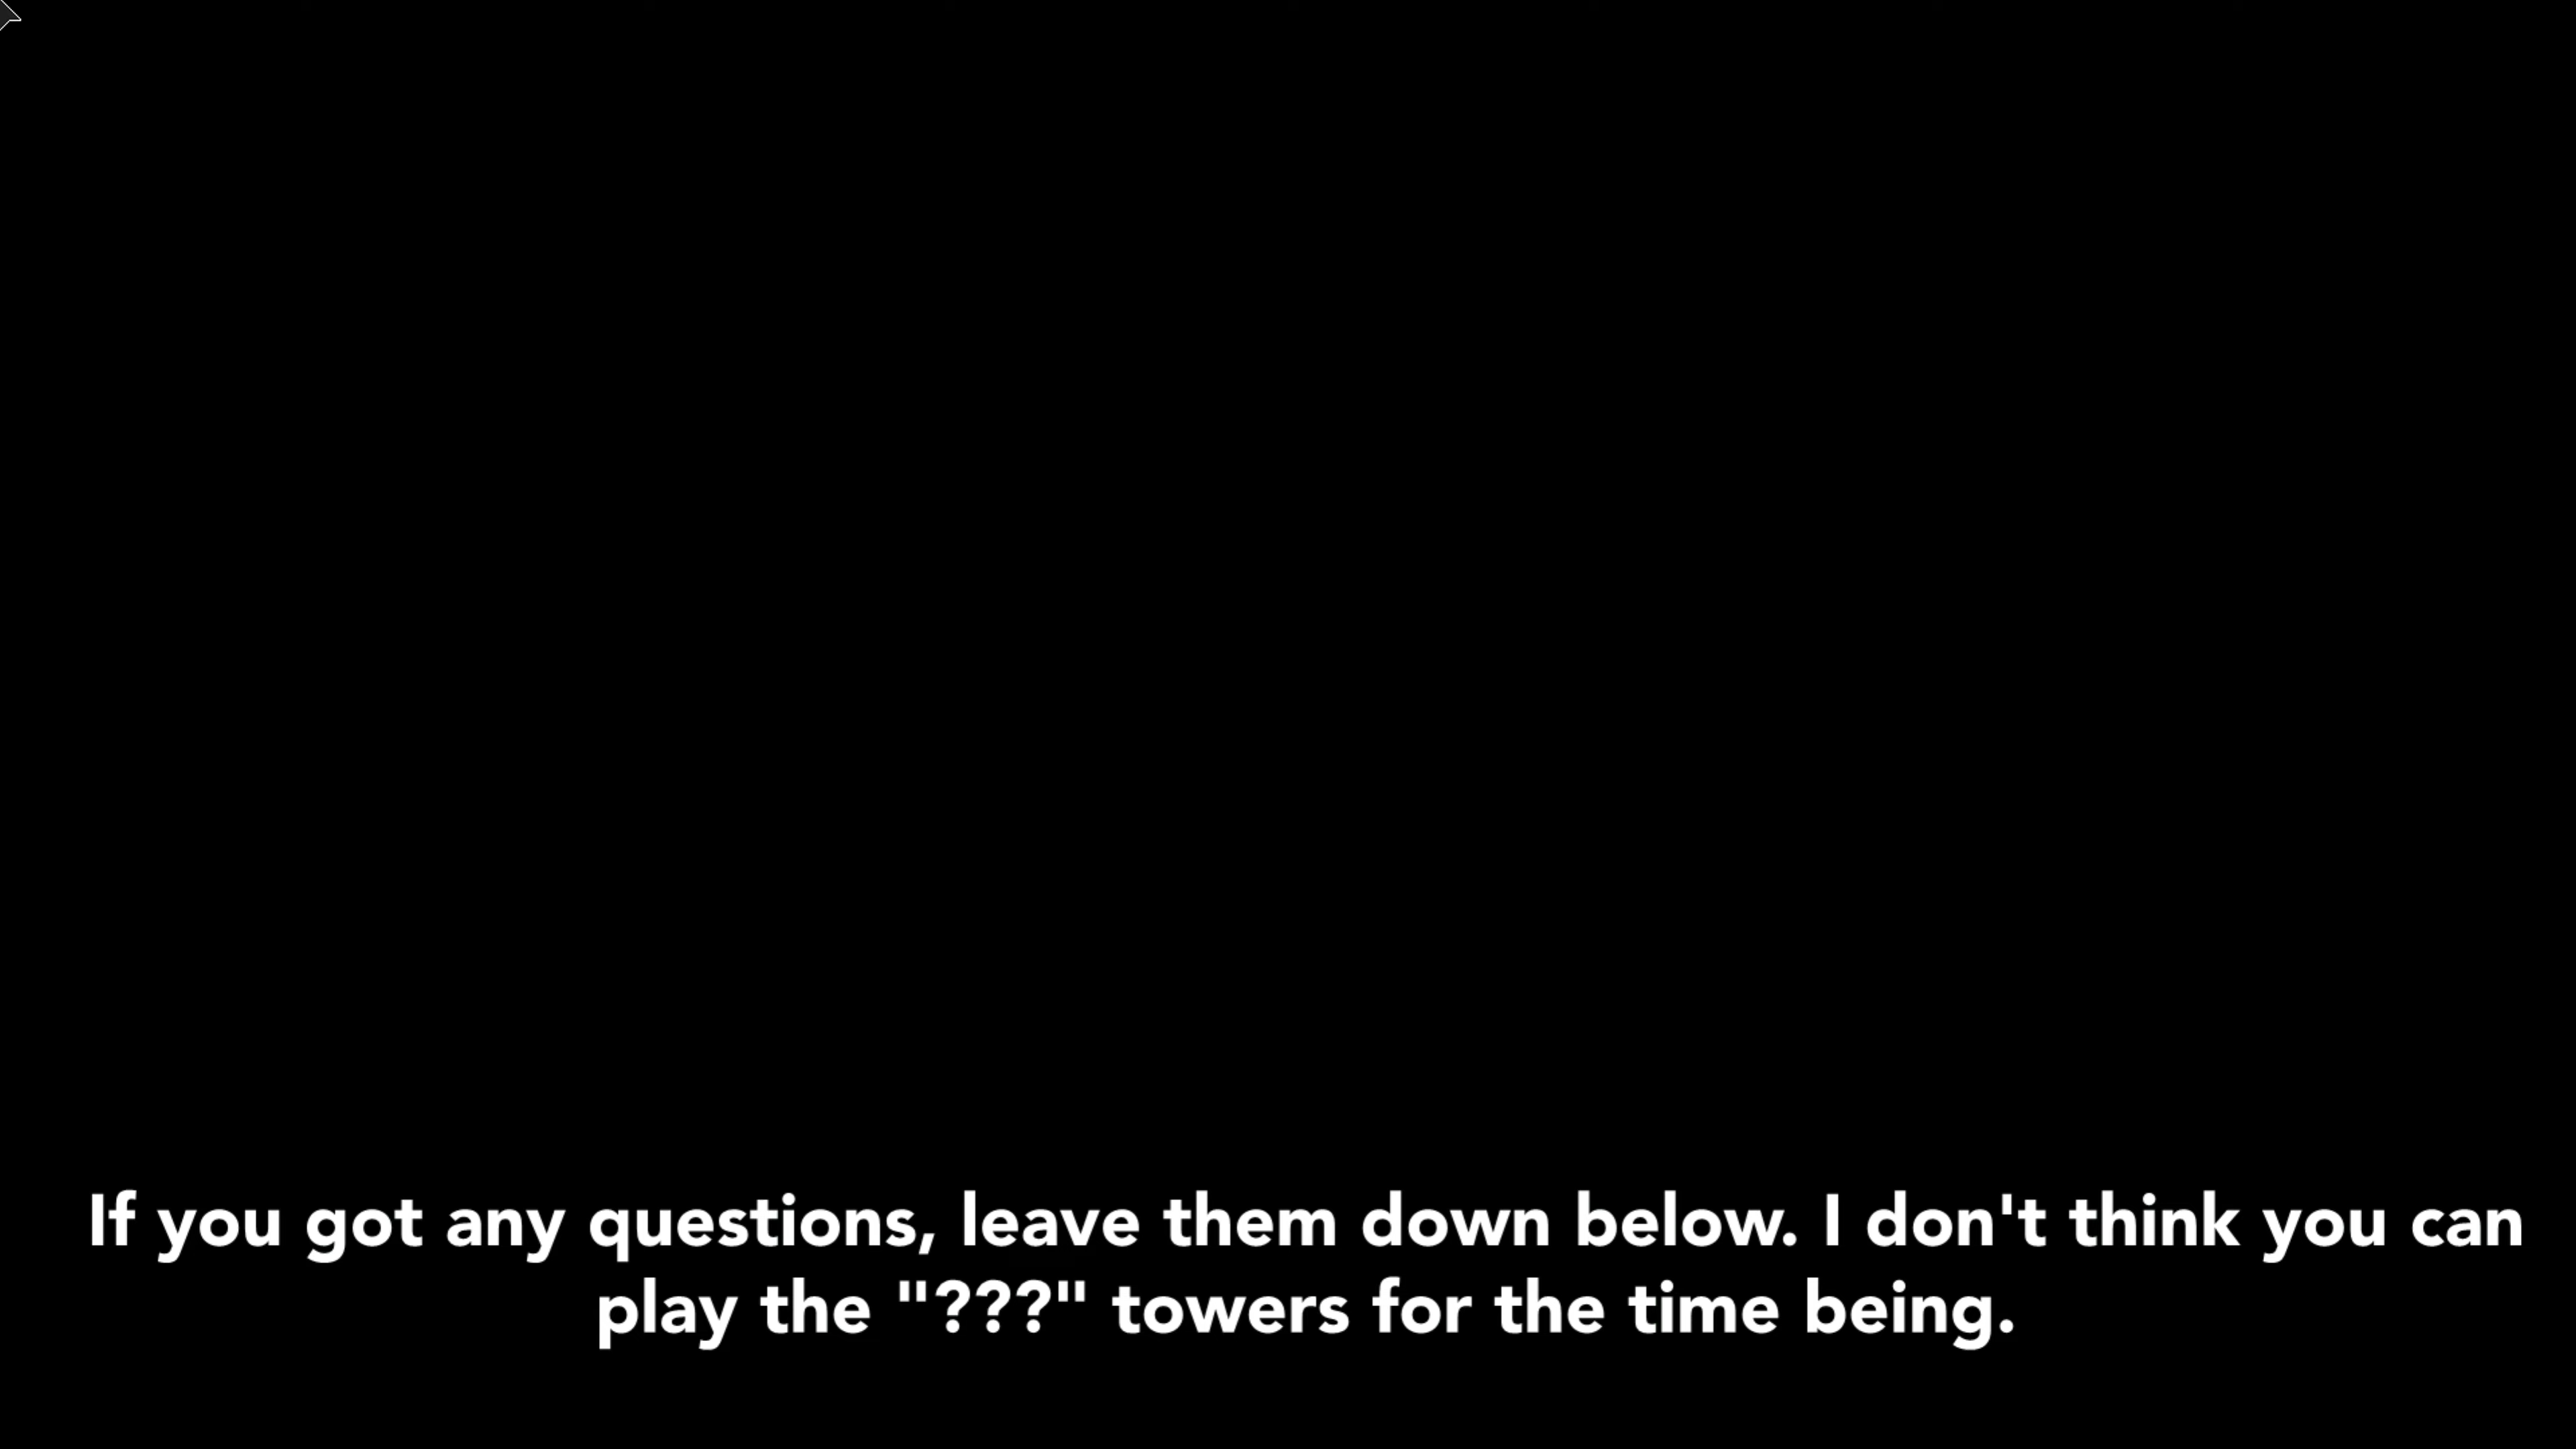 If you got any questions, leave them down below. I don't think you can
play the "???" towers for the time being.